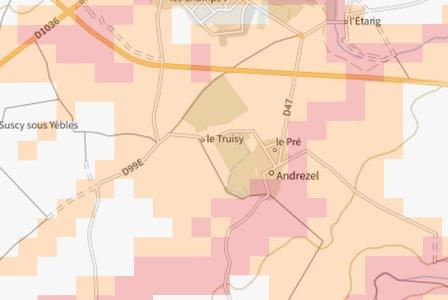 D1036
l'Étang
D47
Suscy sous Yèbles
le Truisy
le Pré
D99E
Andrezel